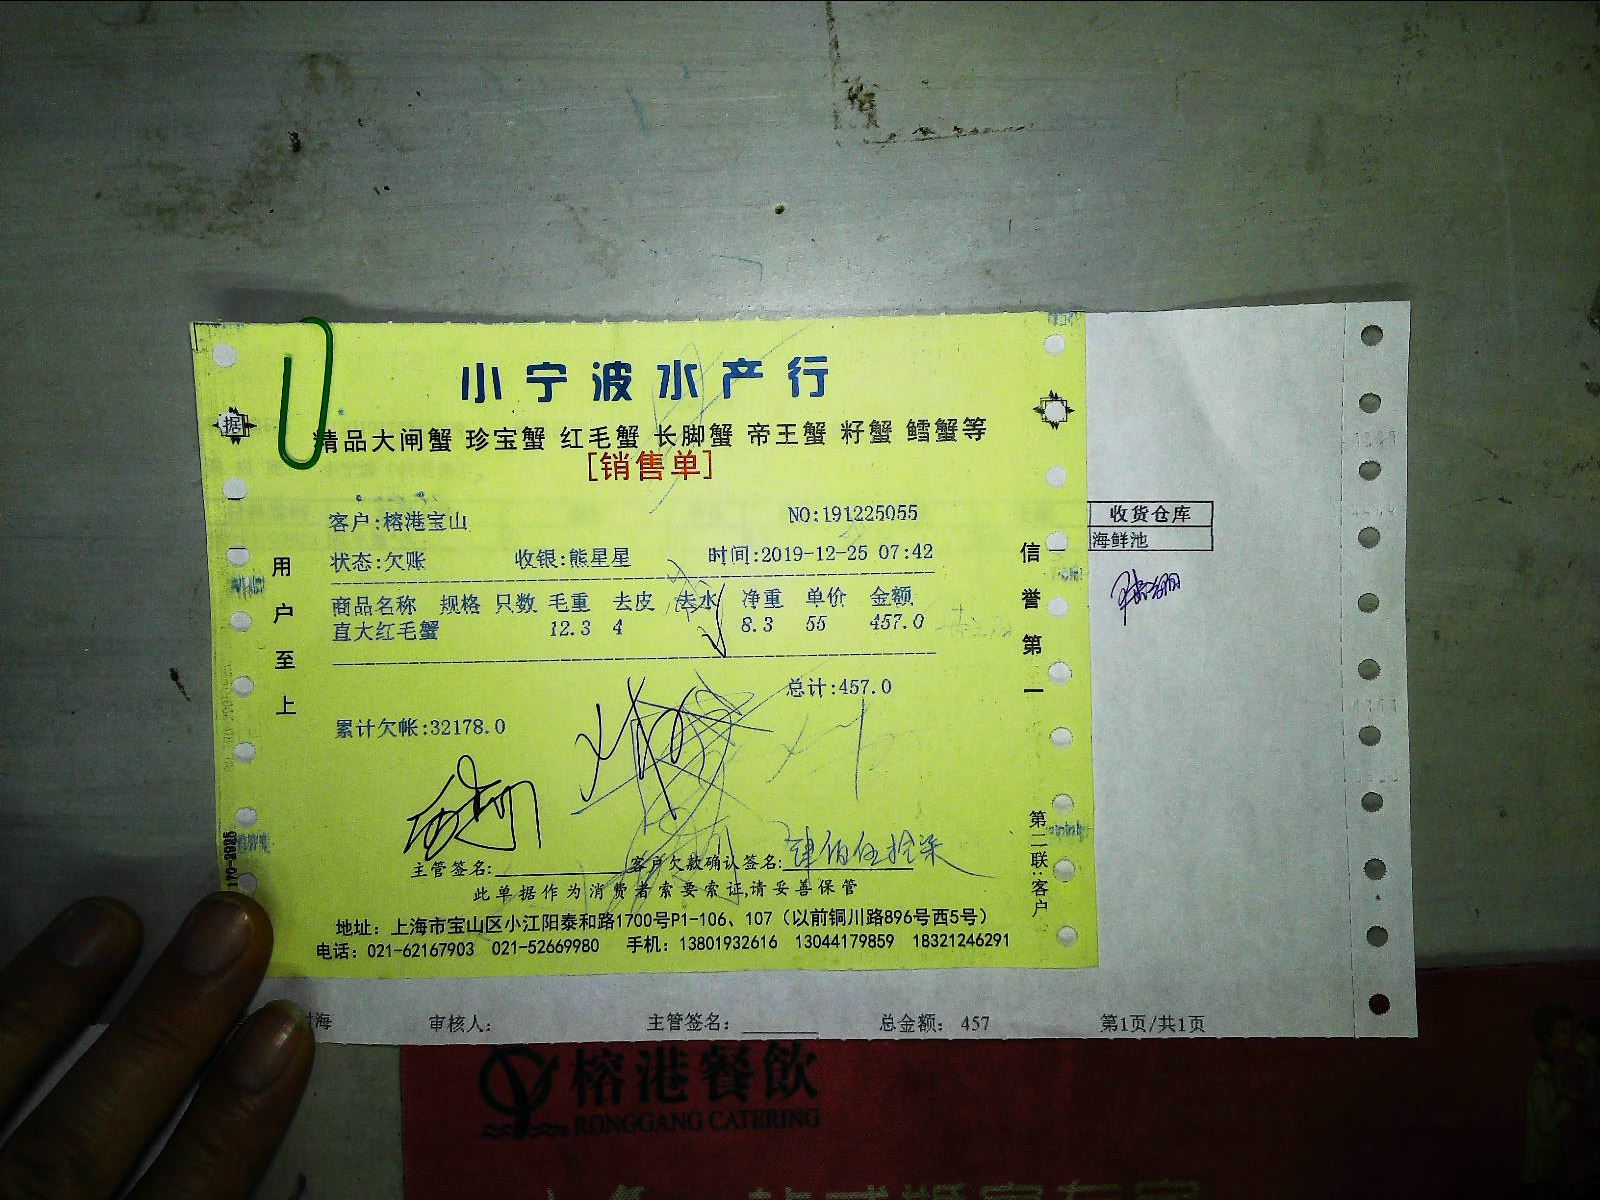 小宁波水产行
据
精品大闸蟹 珍宝蟹 红毛蟹 长脚蟹 帝王蟹 籽蟹 鳕蟹等
[销售单]
客户:榕港宝山 NO:191225055
状态:欠账 收银:熊星星 时间:2019-12-25 07:42
商品名称 规格 只数 毛重 去皮 去水 净重 单价 金额
直大红毛蟹 12.3 4 8.3 55 457.0
总计:457.0
累计欠帐:32178.0
用户至上
信誉第一
第二联:客户
主管签名: 客户欠款确认签名: 肆佰伍拾柒
此单据作为消费者索要索证,请妥善保管
地址：上海市宝山区小江阳泰和路1700号P1-106、107（以前铜川路896号西5号）
电话：021-62167903 021-52669980 手机：13801932616 13044179859 18321246291
收货仓库
海鲜池
海 审核人： 主管签名： 总金额： 457 第1页/共1页
榕港餐飲
RONGGANG CATERING